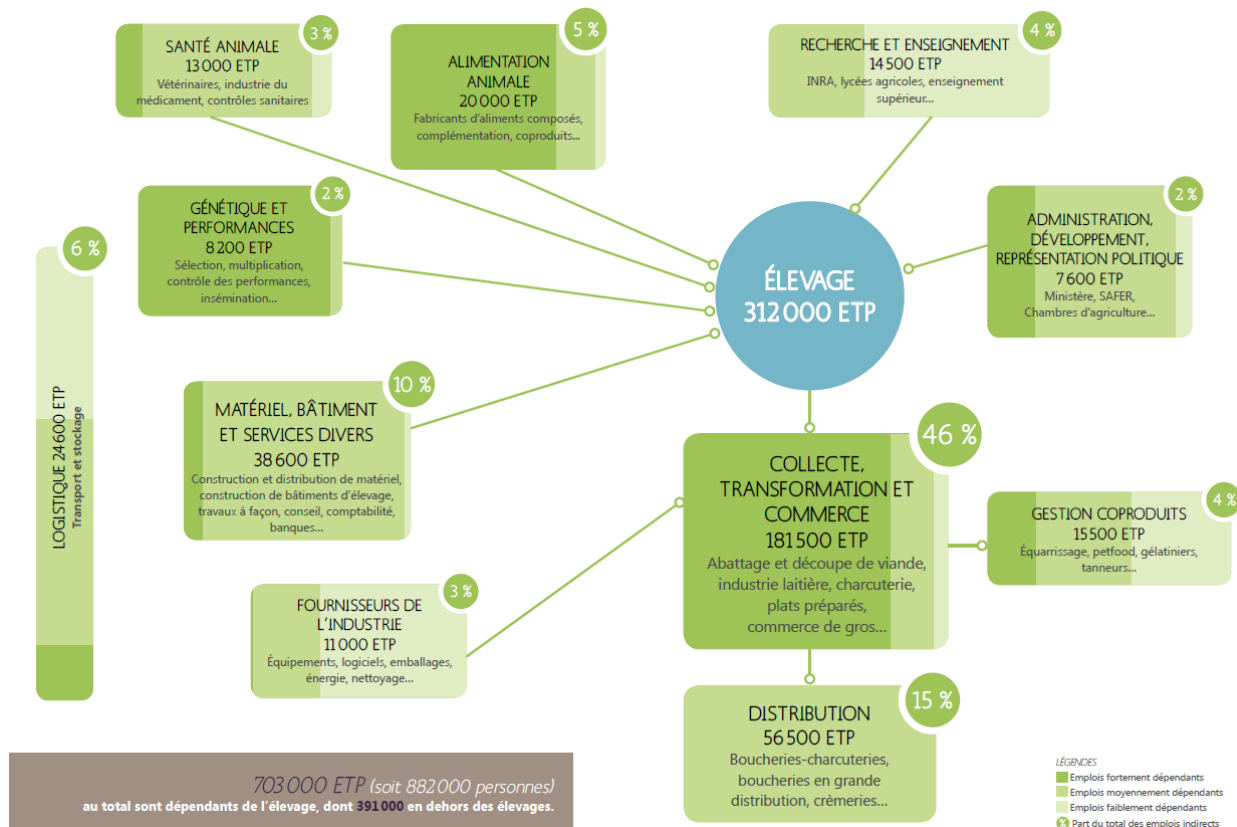 3 %
SANTÉ ANIMALE
13 000 ETP
Vétérinaires, industrie du
médicament, contrôles sanitaires
5 %
ALIMENTATION
ANIMALE
20 000 ETP
Fabricants d'aliments composés,
complémentation, coproduits...
4 %
RECHERCHE ET ENSEIGNEMENT
14 500 ETP
INRA, lycées agricoles, enseignement
supérieur...
2 %
GÉNÉTIQUE ET
PERFORMANCES
8 200 ETP
Sélection, multiplication,
contrôle des performances,
insémination...
2 %
ADMINISTRATION,
DÉVELOPPEMENT,
REPRÉSENTATION POLITIQUE
7 600 ETP
Ministère, SAFER,
Chambres d'agriculture...
ÉLEVAGE
312 000 ETP
6 %
LOGISTIQUE 24 600 ETP
Transport et stockage
10 %
MATÉRIEL, BÂTIMENT
ET SERVICES DIVERS
38 600 ETP
Construction et distribution de matériel,
construction de bâtiments d'élevage,
travaux à façon, conseil, comptabilité,
banques...
46 %
COLLECTE,
TRANSFORMATION ET
COMMERCE
181 500 ETP
Abattage et découpe de viande,
industrie laitière, charcuterie,
plats préparés,
commerce de gros...
4 %
GESTION COPRODUITS
15 500 ETP
Équarrissage, petfood, gélatiniers,
tanneurs...
3 %
FOURNISSEURS DE
L'INDUSTRIE
11 000 ETP
Équipements, logiciels, emballages,
énergie, nettoyage...
15 %
DISTRIBUTION
56 500 ETP
Boucheries-charcuteries,
boucheries en grande
distribution, crèmeries...
703 000 ETP (soit 882 000 personnes)
au total sont dépendants de l'élevage, dont 391 000 en dehors des élevages.
LÉGENDES
Emplois fortement dépendants
Emplois moyennement dépendants
Emplois faiblement dépendants
% Part du total des emplois indirects